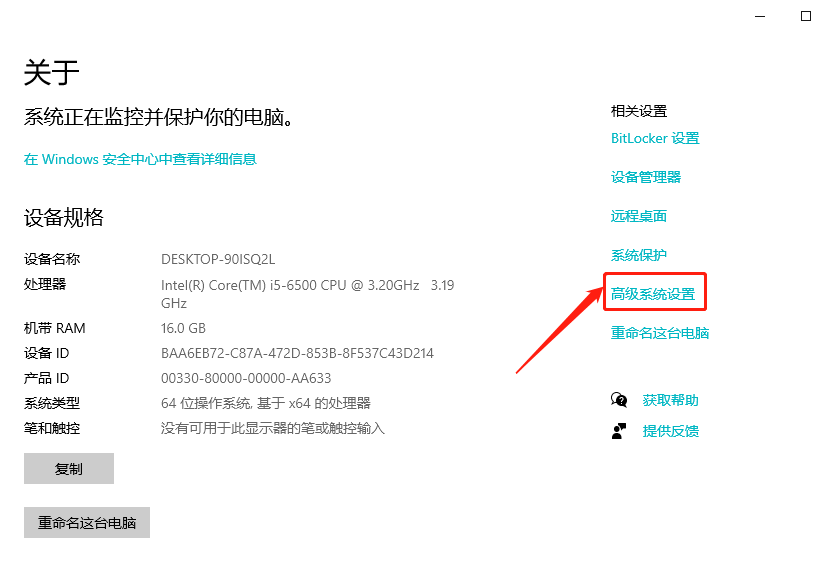 关于
系统正在监控并保护你的电脑。
在 Windows 安全中心中查看详细信息
设备规格
设备名称 DESKTOP-90ISQ2L
处理器 Intel(R) Core(TM) i5-6500 CPU @ 3.20GHz 3.19
GHz
机带 RAM 16.0 GB
设备 ID BAA6EB72-C87A-472D-853B-8F537C43D214
产品 ID 00330-80000-00000-AA633
系统类型 64 位操作系统, 基于 x64 的处理器
笔和触控 没有可用于此显示器的笔或触控输入
复制
重命名这台电脑
相关设置
BitLocker 设置
设备管理器
远程桌面
系统保护
高级系统设置
重命名这台电脑
获取帮助
提供反馈